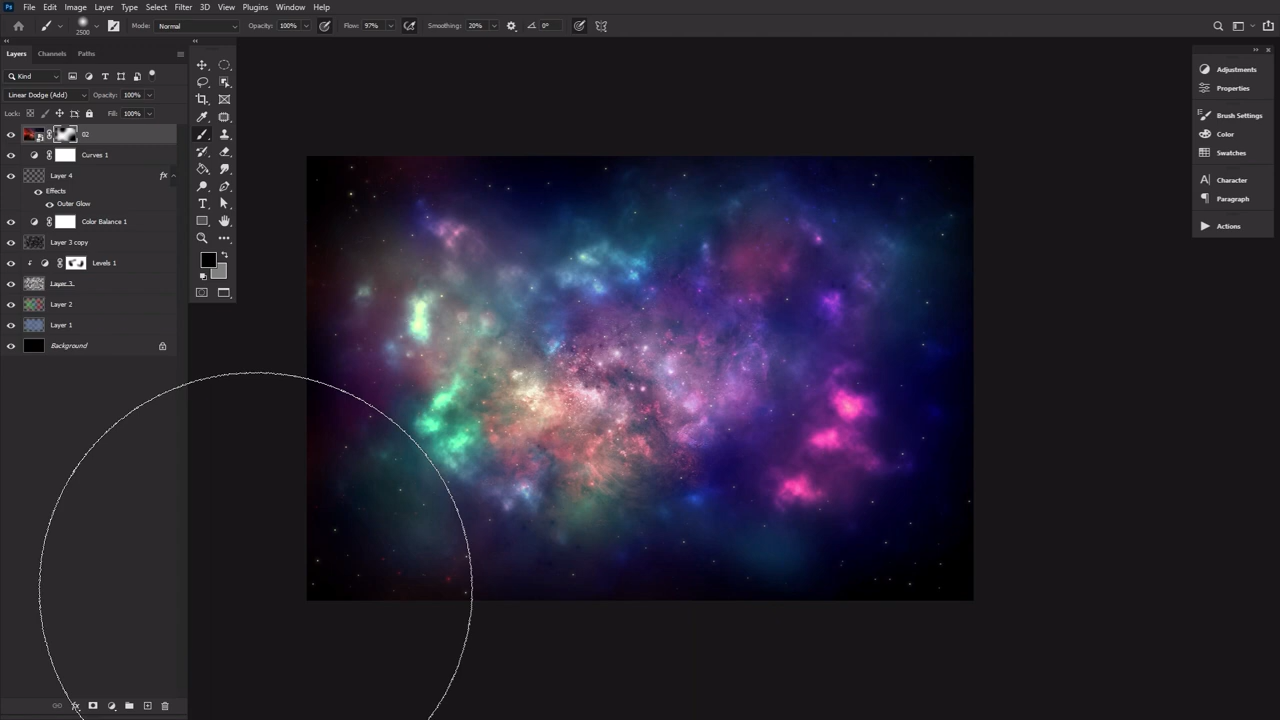 Ps File Edit Image Layer Type Select Filter 3D View Plugins Window Help
2500 Mode: Normal Opacity: 100% Flow: 97% Smoothing: 20% 0°
Layers Channels Paths
Kind
Linear Dodge (Add) Opacity: 100%
Lock: Fill: 100%
02
Curves 1
Layer 4 fx
Effects
Outer Glow
Color Balance 1
Layer 3 copy
Levels 1
Layer 3
Layer 2
Layer 1
Background
fx
Adjustments
Properties
Brush Settings
Color
Swatches
Character
Paragraph
Actions